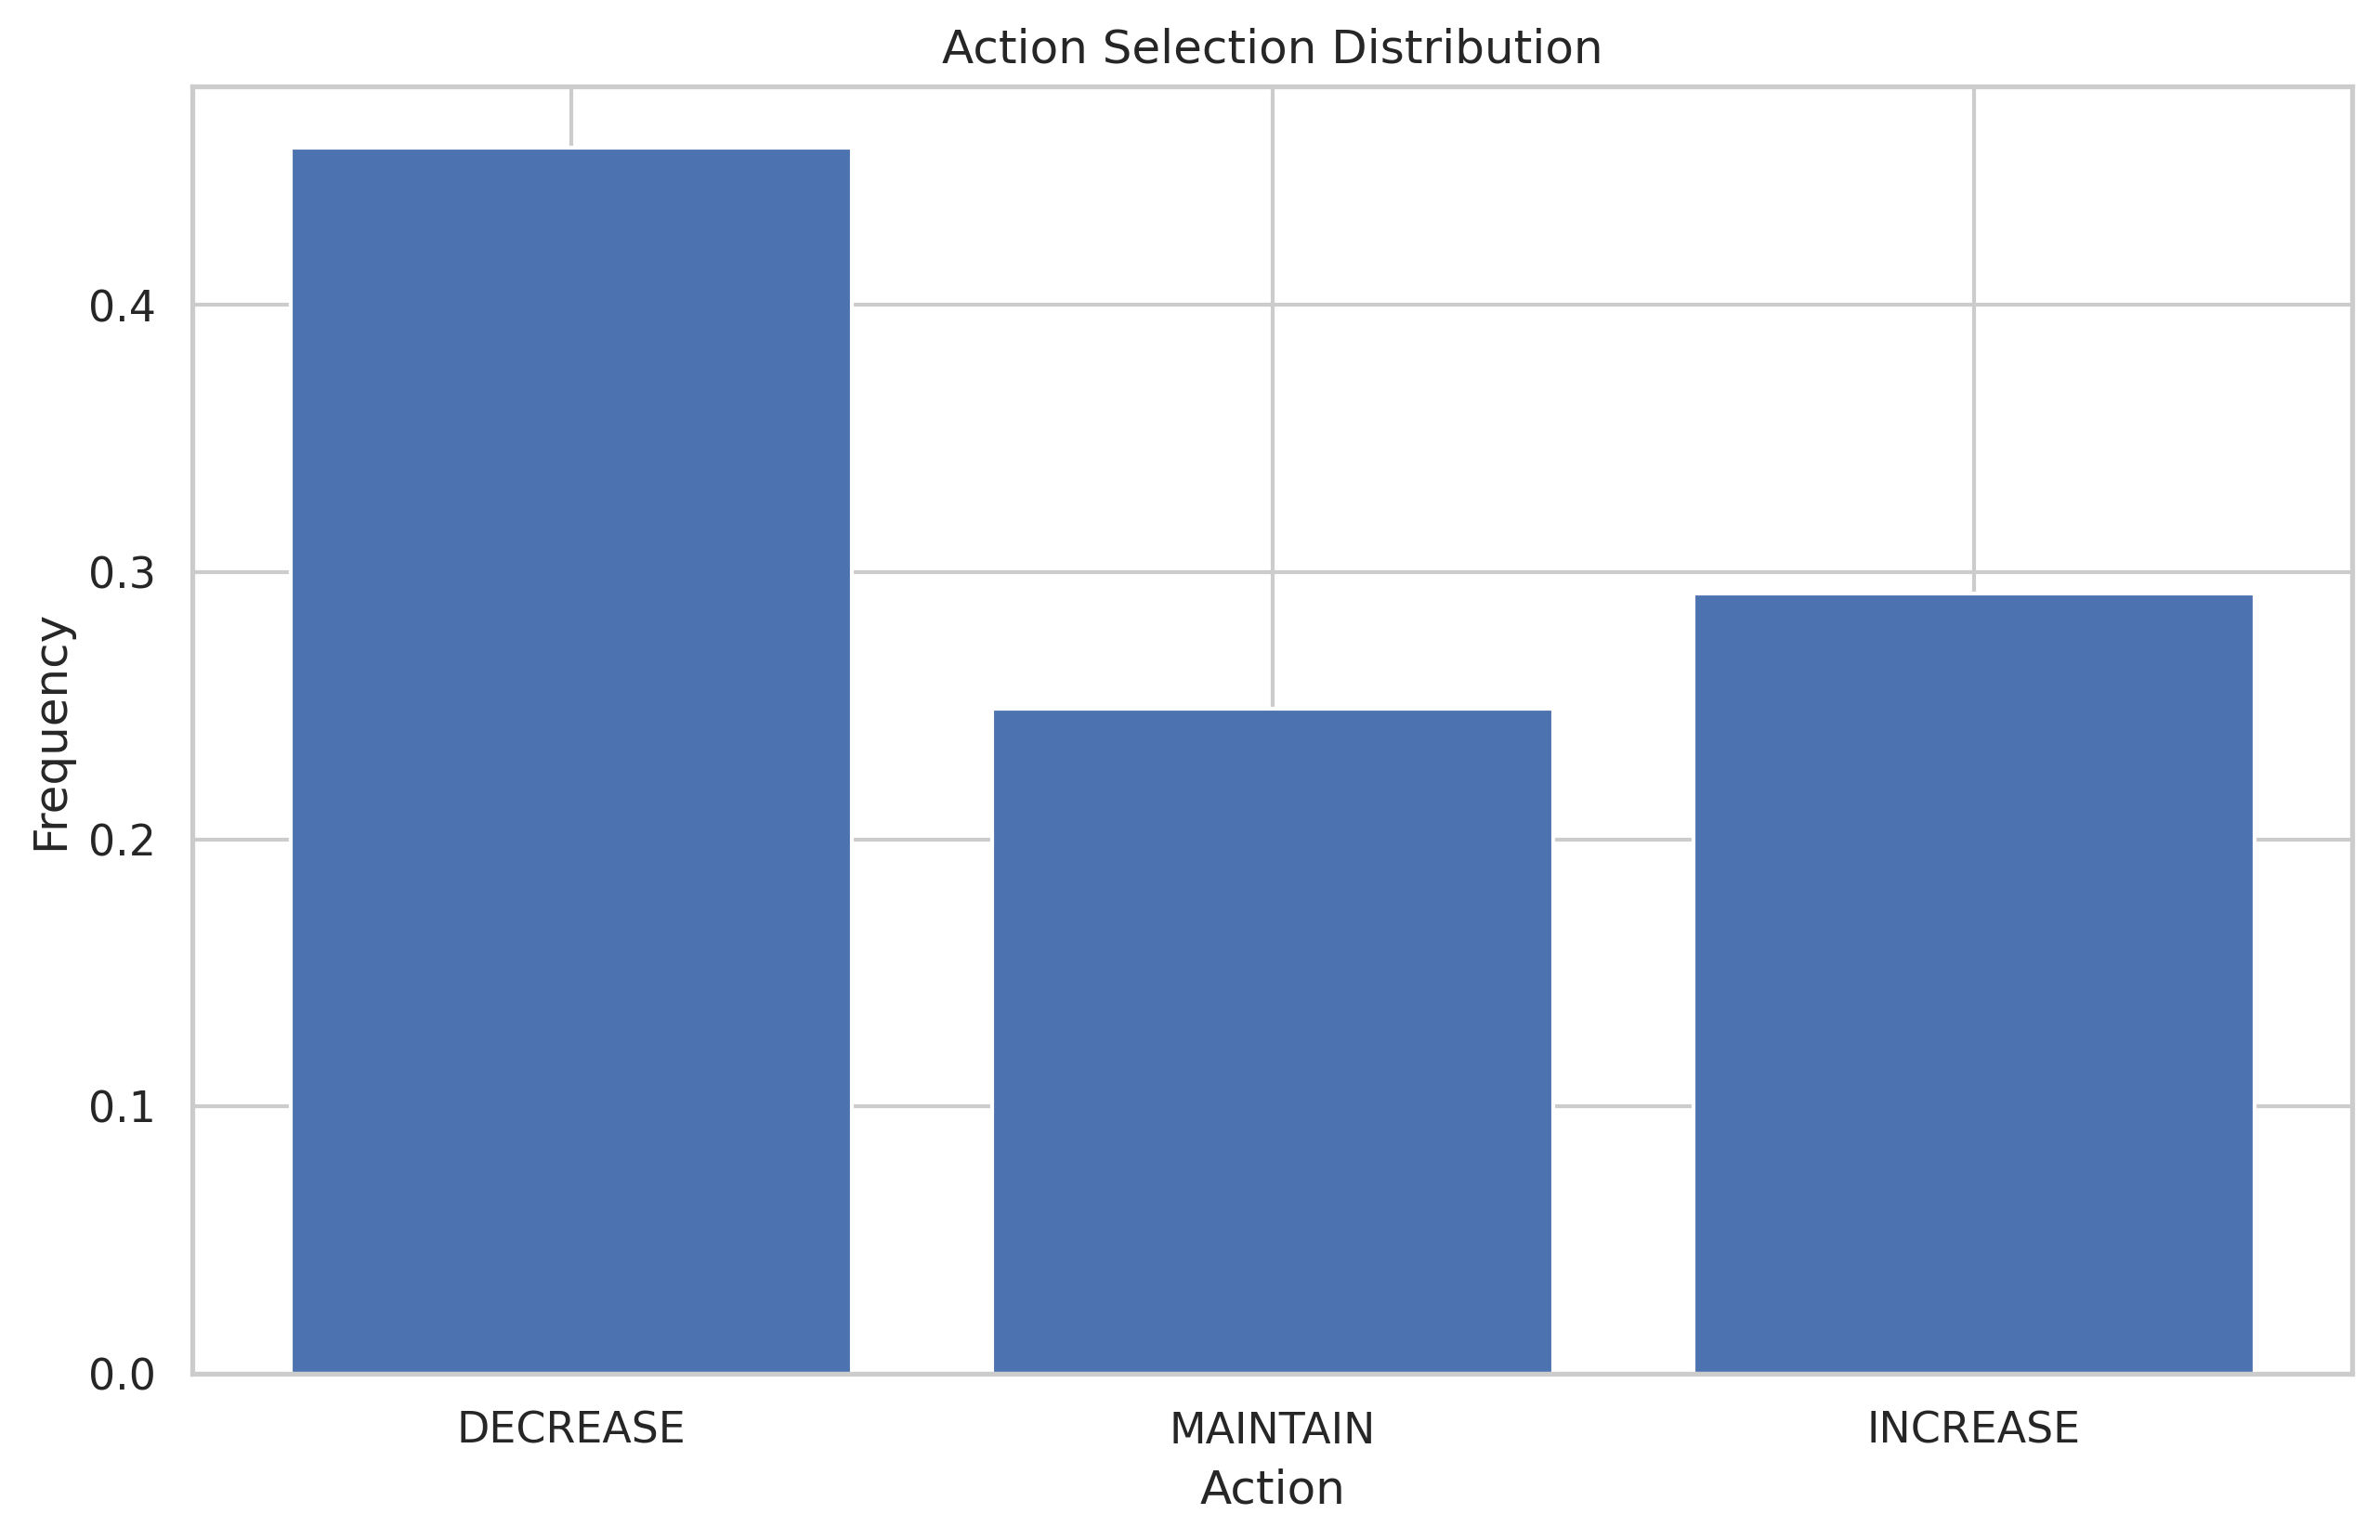 Action Selection Distribution
0.4
0.3
0.2
0.1
0.0
Frequency
DECREASE MAINTAIN INCREASE
Action